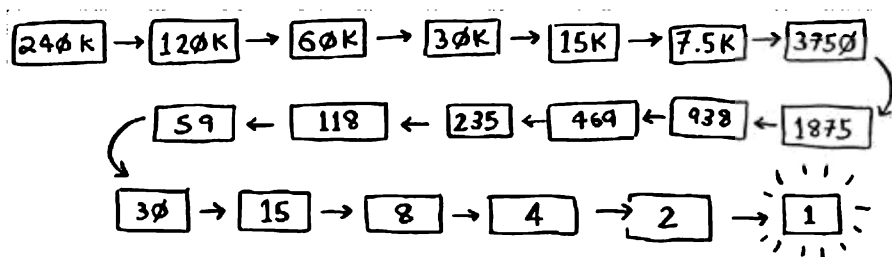 240K → 120K → 60K → 30K → 15K → 7.5K → 3750
1875 → 938 → 469 → 235 → 118 → 59
30 → 15 → 8 → 4 → 2 → 1